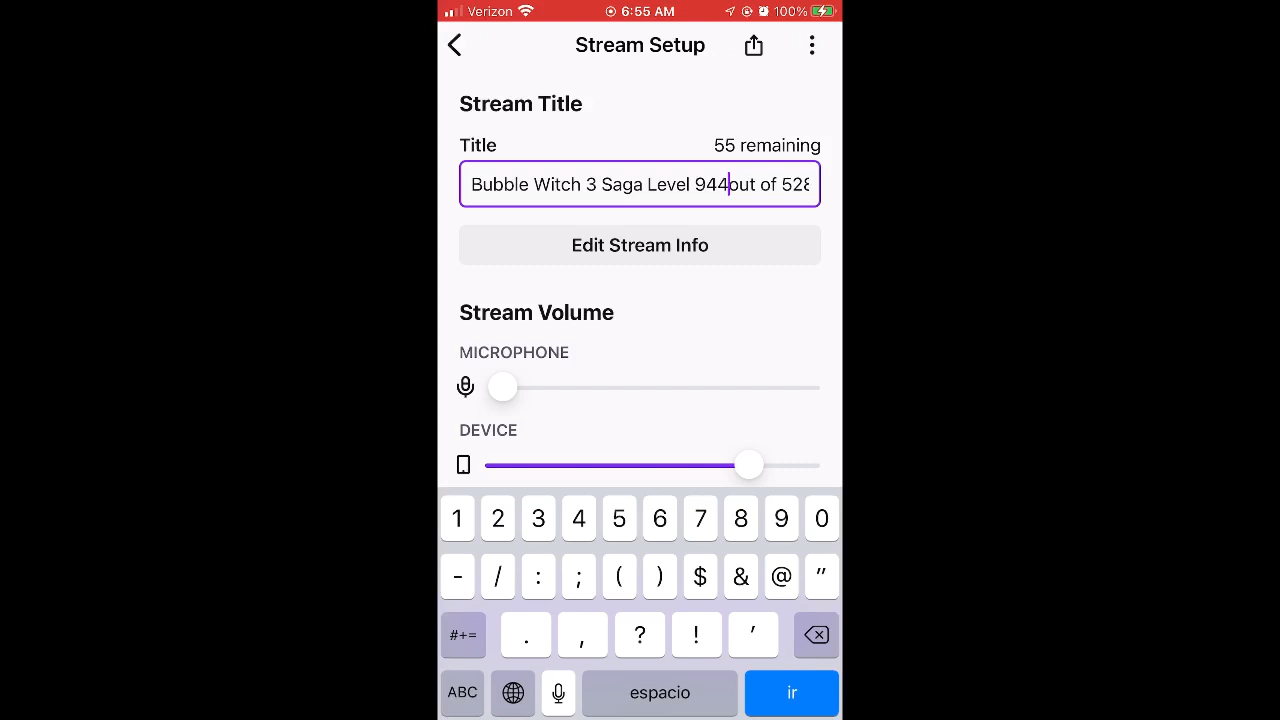 Verizon 6:55 AM 100%
Stream Setup
Stream Title
Title 55 remaining
Bubble Witch 3 Saga Level 944out of 528
Edit Stream Info
Stream Volume
MICROPHONE
DEVICE
1 2 3 4 5 6 7 8 9 0
- / : ; ( ) $ & @ "
#+= . , ? ! '
ABC espacio ir